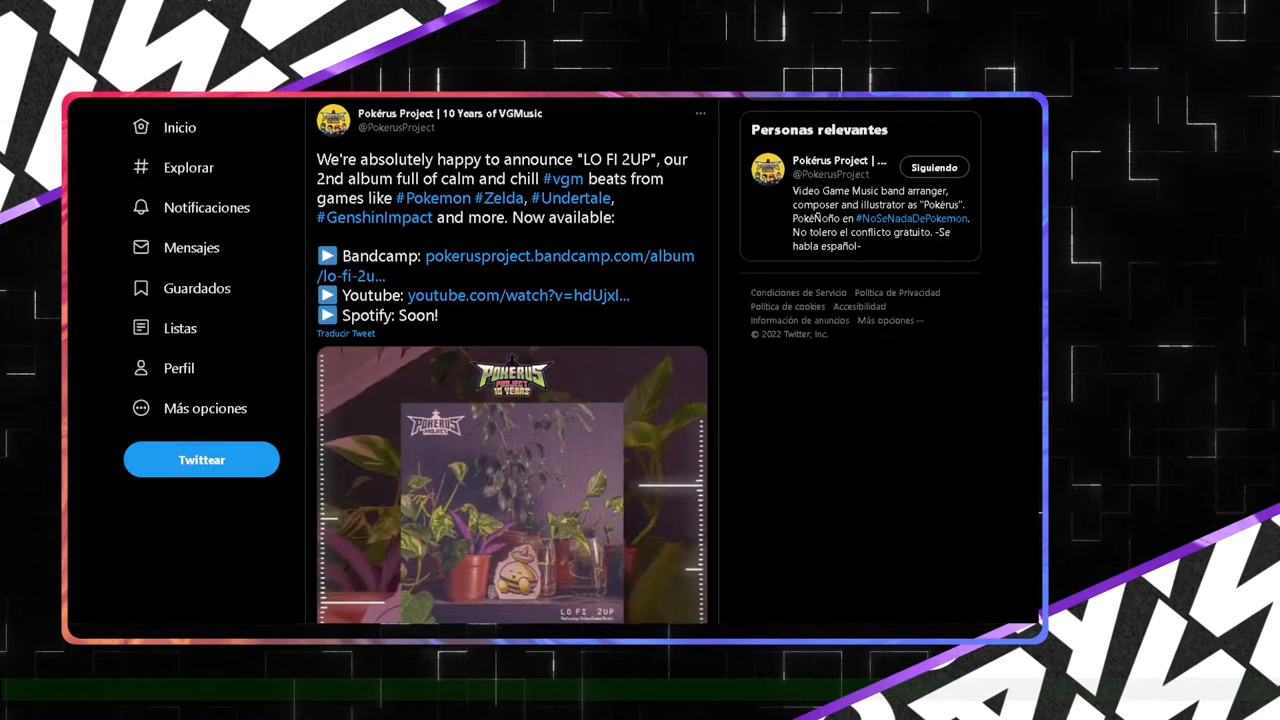 Inicio
Explorar
Notificaciones
Mensajes
Guardados
Listas
Perfil
Más opciones
Twittear
Pokérus Project | 10 Years of VGMusic
@PokerusProject
We're absolutely happy to announce "LO FI 2UP", our
2nd album full of calm and chill #vgm beats from
games like #Pokemon #Zelda, #Undertale,
#GenshinImpact and more. Now available:
Bandcamp: pokerusproject.bandcamp.com/album
/lo-fi-2u...
Youtube: youtube.com/watch?v=hdUjxl...
Spotify: Soon!
Traducir Tweet
POKERUS
PROJECT
10 YEARS
POKERUS
PROJECT
LO FI 2UP
Personas relevantes
Pokérus Project | ...
@PokerusProject
Siguiendo
Video Game Music band arranger,
composer and illustrator as "Pokérus".
PokéÑoño en #NoSeNadaDePokemon.
No tolero el conflicto gratuito. -Se
habla español-
Condiciones de Servicio Política de Privacidad
Política de cookies Accesibilidad
Información de anuncios Más opciones ···
© 2022 Twitter, Inc.